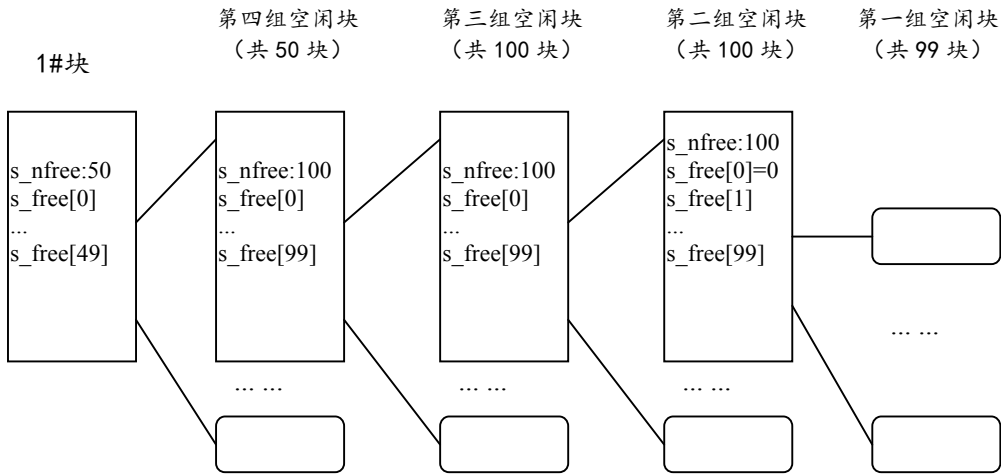 第四组空闲块
（共 50 块）
第三组空闲块
（共 100 块）
第二组空闲块
（共 100 块）
第一组空闲块
（共 99 块）
1#块
s_nfree:50
s_free[0]
...
s_free[49]
s_nfree:100
s_free[0]
...
s_free[99]
s_nfree:100
s_free[0]
...
s_free[99]
s_nfree:100
s_free[0]=0
s_free[1]
...
s_free[99]
... ...
... ...
... ...
... ...